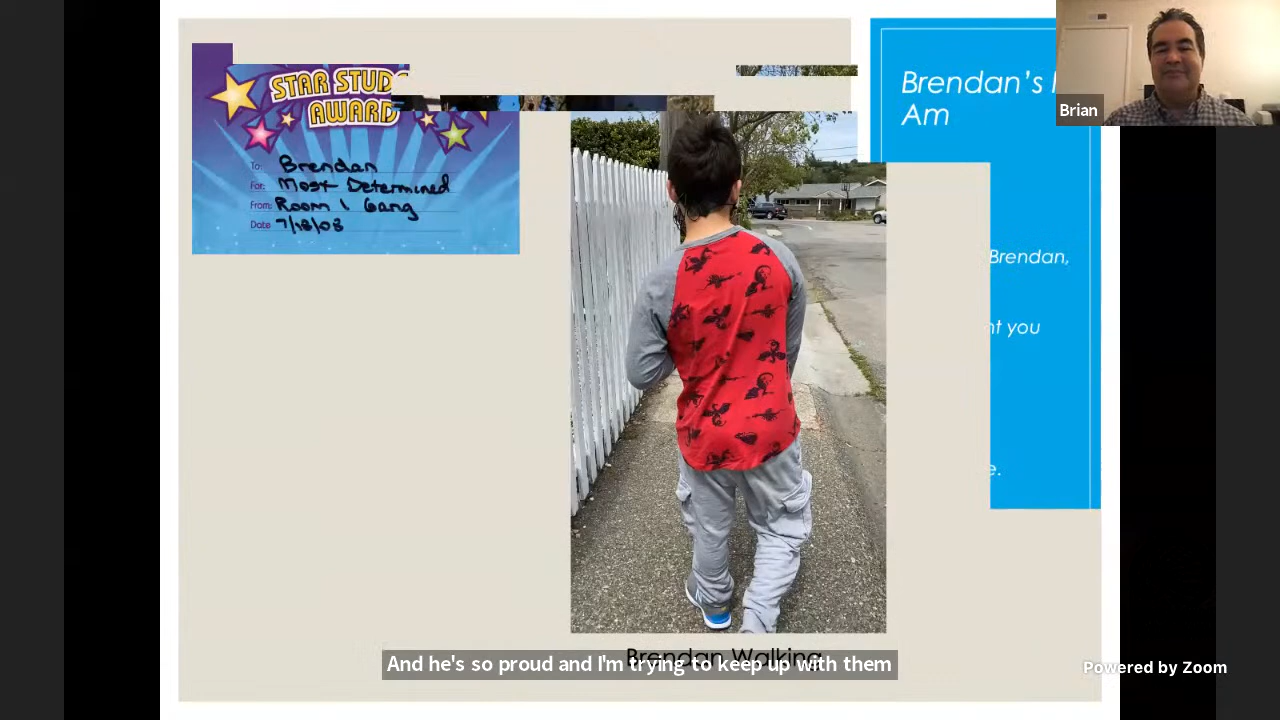 STAR STUD
AWARD
To: Brendan
For: Most Determined
From: Room 1 Gang
Date 7/18/08
Brendan's
Am
Brian
Brendan,
nt you
e.
Brendan Walking
And he's so proud and I'm trying to keep up with them
Powered by Zoom